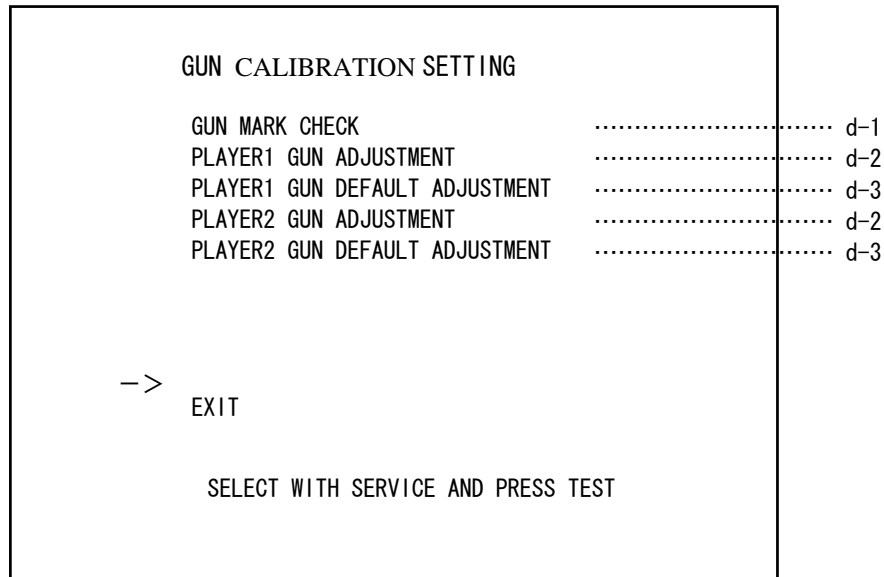 GUN CALIBRATION SETTING
GUN MARK CHECK ………………………… d-1
PLAYER1 GUN ADJUSTMENT ………………………… d-2
PLAYER1 GUN DEFAULT ADJUSTMENT ………………………… d-3
PLAYER2 GUN ADJUSTMENT ………………………… d-2
PLAYER2 GUN DEFAULT ADJUSTMENT ………………………… d-3
->
EXIT
SELECT WITH SERVICE AND PRESS TEST